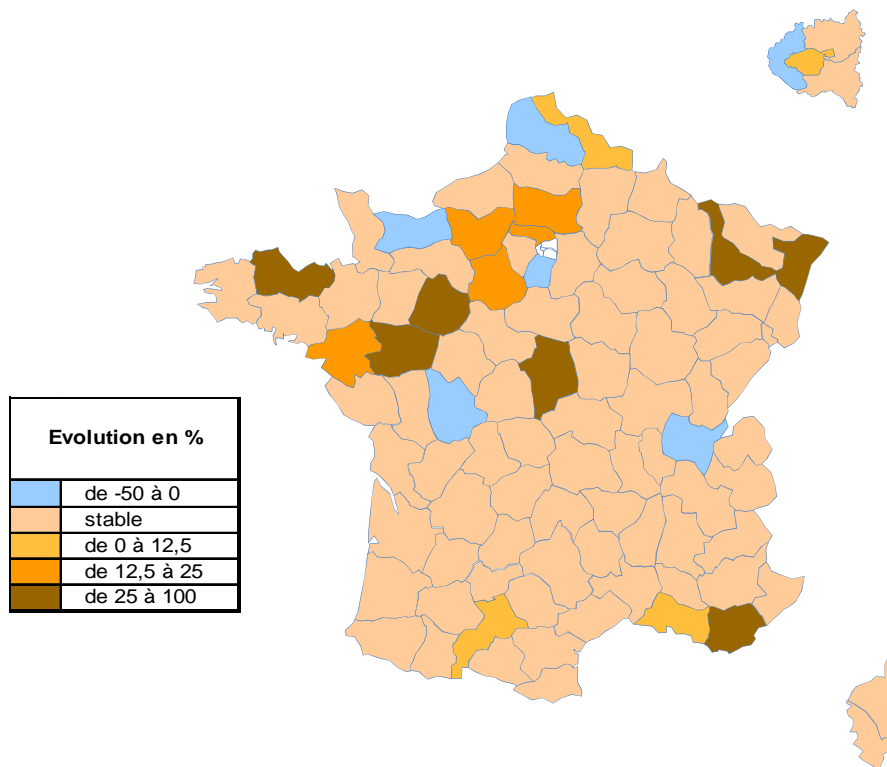 Evolution en %
de -50 à 0
stable
de 0 à 12,5
de 12,5 à 25
de 25 à 100